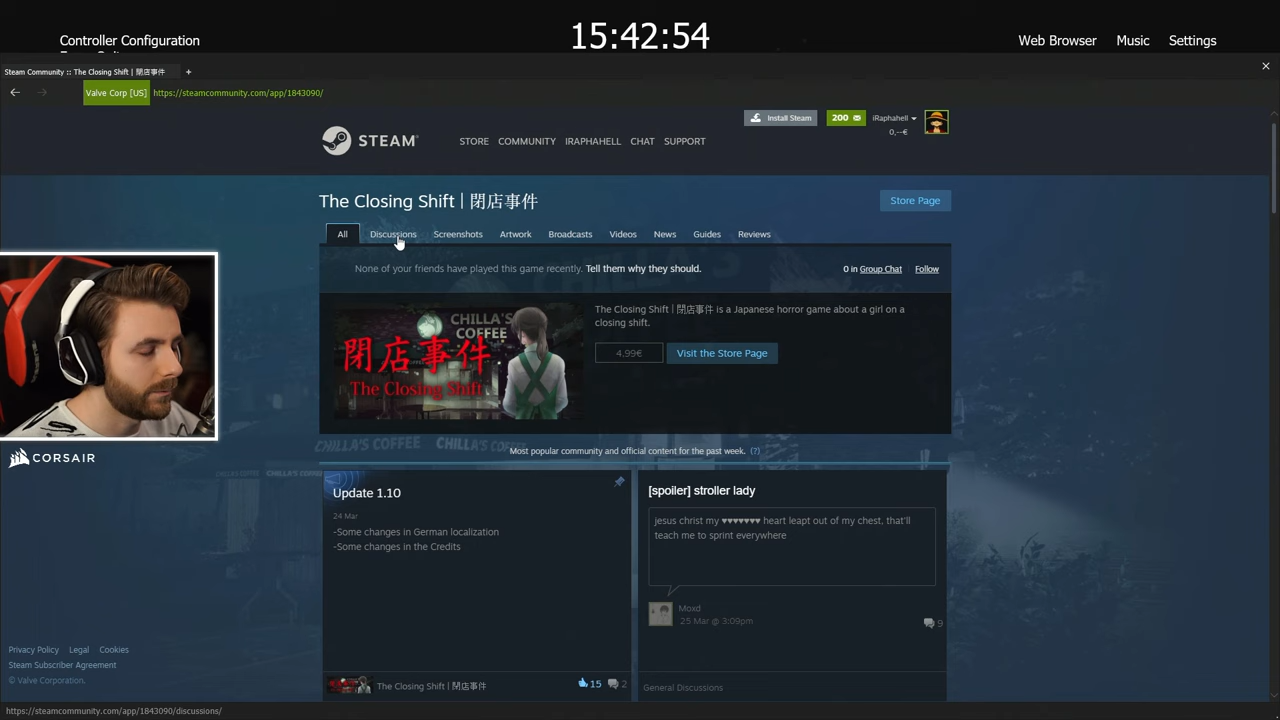 Controller Configuration
15:42:54
Web Browser
Music
Settings
Steam Community :: The Closing Shift | 閉店事件
Valve Corp [US]
https://steamcommunity.com/app/1843090/
Install Steam
200
iRaphahell
0,--€
STEAM
STORE
COMMUNITY
IRAPHAHELL
CHAT
SUPPORT
The Closing Shift | 閉店事件
Store Page
All
Discussions
Screenshots
Artwork
Broadcasts
Videos
News
Guides
Reviews
None of your friends have played this game recently. Tell them why they should.
0 in Group Chat
Follow
CHILLA'S
COFFEE
閉店事件
The Closing Shift
The Closing Shift | 閉店事件 is a Japanese horror game about a girl on a
closing shift.
4,99€
Visit the Store Page
CORSAIR
CHILLA'S COFFEE
CHILLA'S COFFEE
Most popular community and official content for the past week. (?)
Update 1.10
24 Mar
-Some changes in German localization
-Some changes in the Credits
The Closing Shift | 閉店事件
15
2
[spoiler] stroller lady
jesus christ my ♥♥♥♥♥♥♥ heart leapt out of my chest, that'll
teach me to sprint everywhere
Moxd
25 Mar @ 3:09pm
9
General Discussions
Privacy Policy
Legal
Cookies
Steam Subscriber Agreement
© Valve Corporation.
https://steamcommunity.com/app/1843090/discussions/